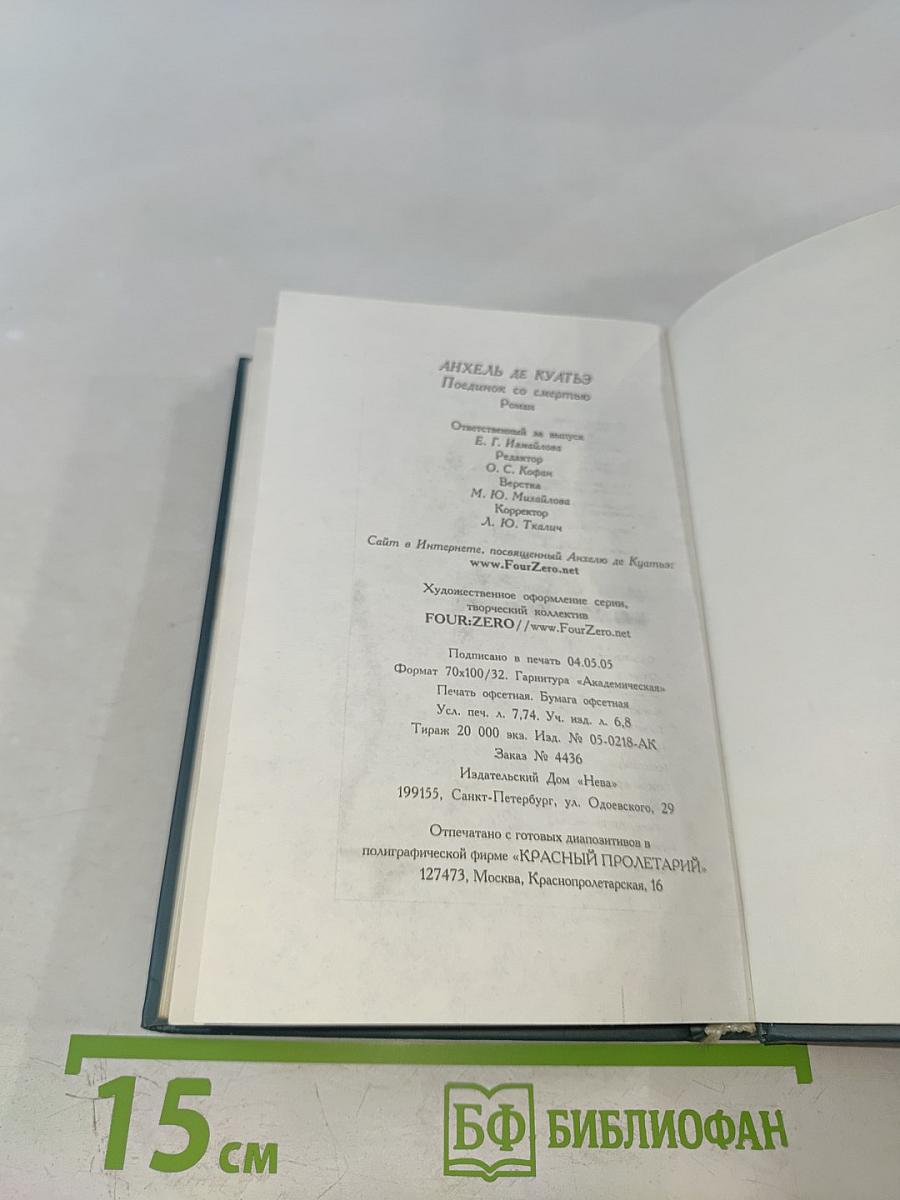 АНХЕЛЬ ДЕ КУАТЬЭ
Поединок со смертью
Роман
Ответственный за выпуск
Е. Г. Измайлова
Редактор
О. С. Кофан
Верстка
М. Ю. Михайлова
Корректор
Л. Ю. Ткалич
Сайт в Интернете, посвященный Анхелю де Куатьэ:
www.FourZero.net
Художественное оформление серии,
творческий коллектив
FOUR:ZERO//www.FourZero.net
Подписано в печать 04.05.05
Формат 70х100/32. Гарнитура «Академическая»
Печать офсетная. Бумага офсетная
Усл. печ. л. 7,74. Уч. изд. л. 6,8
Тираж 20 000 экз. Изд. № 05-0218-АК
Заказ № 4436
Издательский Дом «Нева»
199155, Санкт-Петербург, ул. Одоевского, 29
Отпечатано с готовых диапозитивов в
полиграфической фирме «КРАСНЫЙ ПРОЛЕТАРИЙ»
127473, Москва, Краснопролетарская, 16
15 см
БФ БИБЛИОФАН